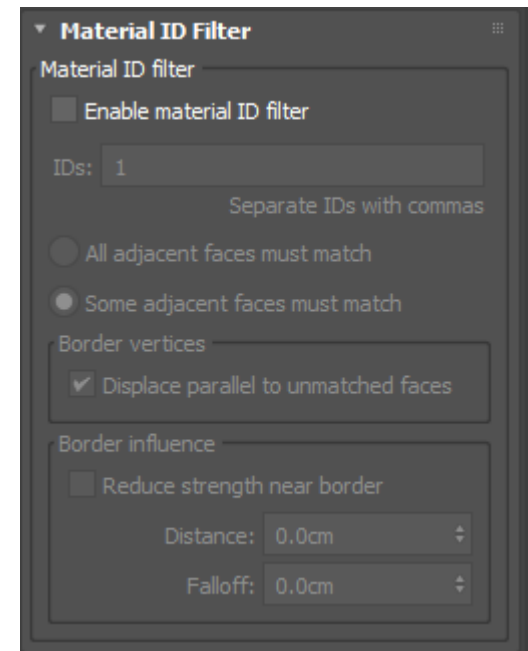 Material ID Filter
Material ID filter
Enable material ID filter
IDs: 1
Separate IDs with commas
All adjacent faces must match
Some adjacent faces must match
Border vertices
Displace parallel to unmatched faces
Border influence
Reduce strength near border
Distance: 0.0cm
Falloff: 0.0cm